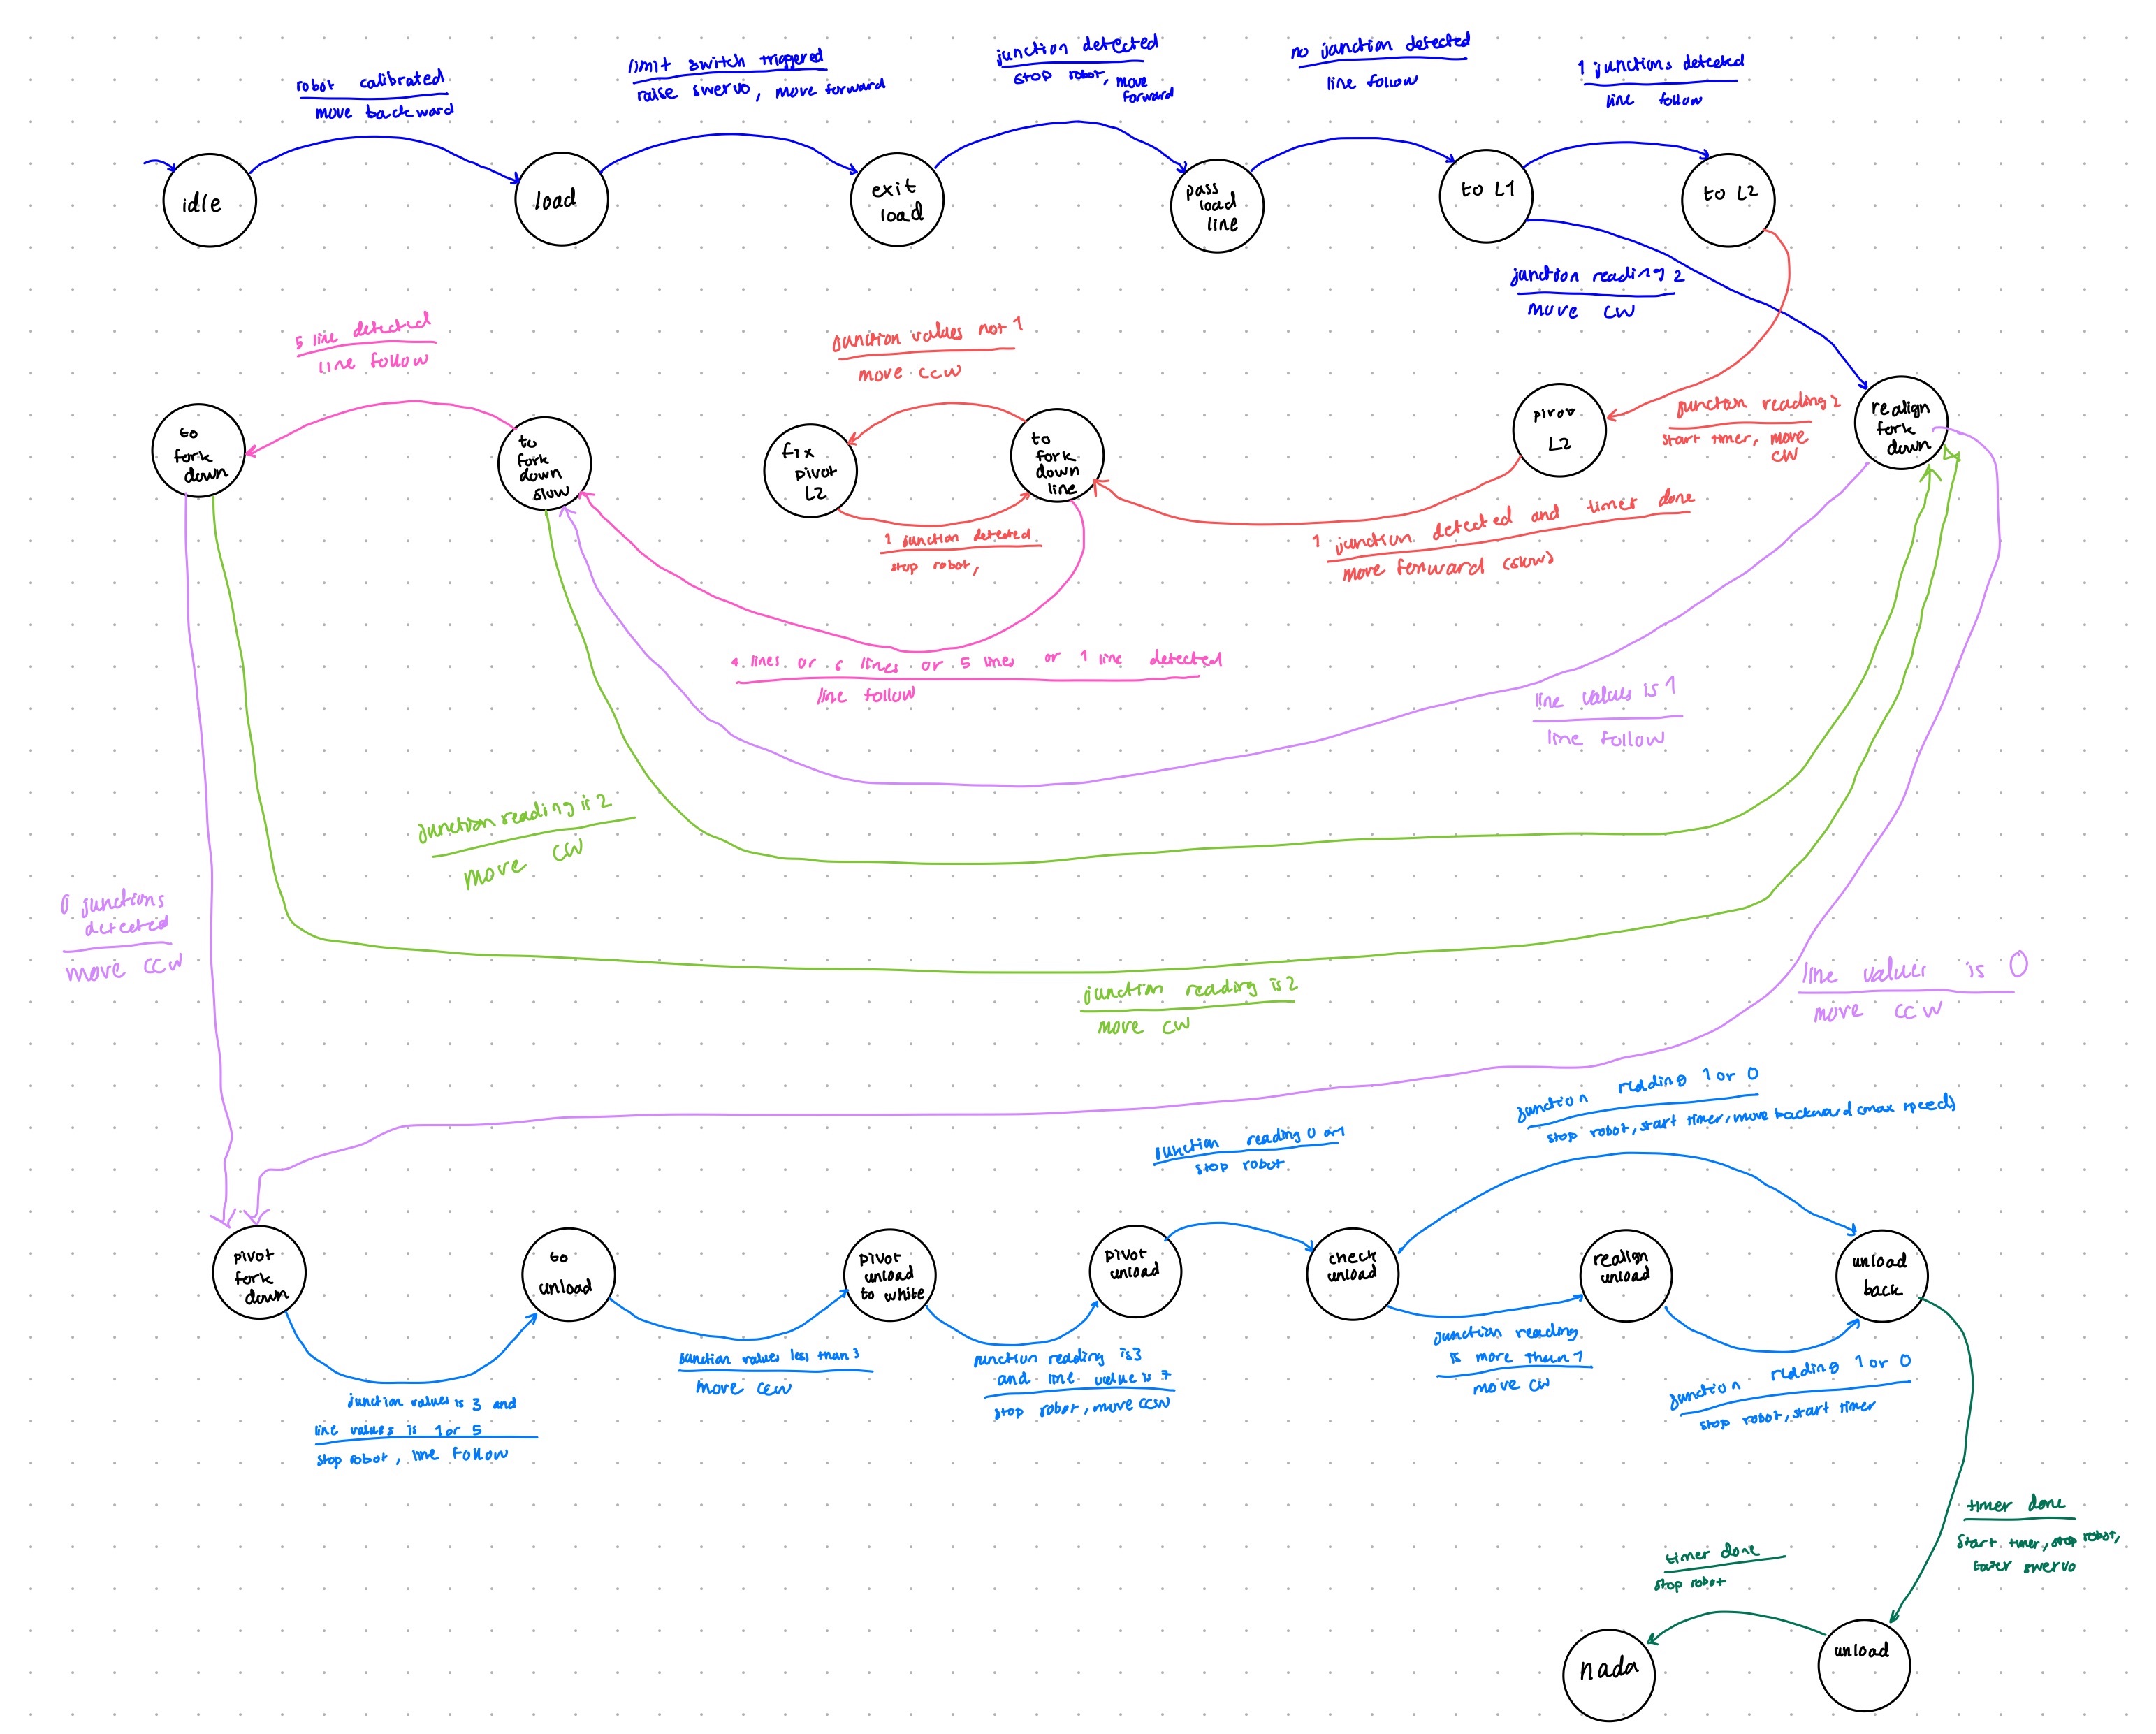 robot calibrated
move backward
limit switch triggered
raise swervo, move forward
junction detected
stop robot, move
forward
no junction detected
line follow
1 junctions detected
line follow
idle
load
exit
load
pass
load
line
to L1
to L2
junction reading 2
move CW
5 line detected
line follow
junction values not 1
move CCW
junction reading 2
start timer, move
CW
to
fork
down
to
fork
down
slow
fix
pivot
L2
to
fork
down
line
pivot
L2
realign
fork
down
1 junction detected
stop robot,
1 junction detected and timer done
move forward (slow)
4 lines or 6 lines or 5 lines or 1 line detected
line follow
line values is 1
line follow
junction reading is 2
move CW
0 junctions
detected
move CCW
junction reading is 2
move CW
line values is 0
move CCW
junction reading 1 or 0
stop robot, start timer, move backward (max speed)
junction reading 0 or 1
stop robot
pivot
fork
down
to
unload
pivot
unload
to white
pivot
unload
check
unload
realign
unload
unload
back
junction values is 3 and
line values is 1 or 5
stop robot, line follow
junction values less than 3
move CCW
junction reading is 3
and line value is
stop robot, move CCW
junction reading
is more than 1
move CW
junction reading 1 or 0
stop robot, start timer
timer done
start timer, stop robot,
lower swervo
timer done
stop robot
nada
unload